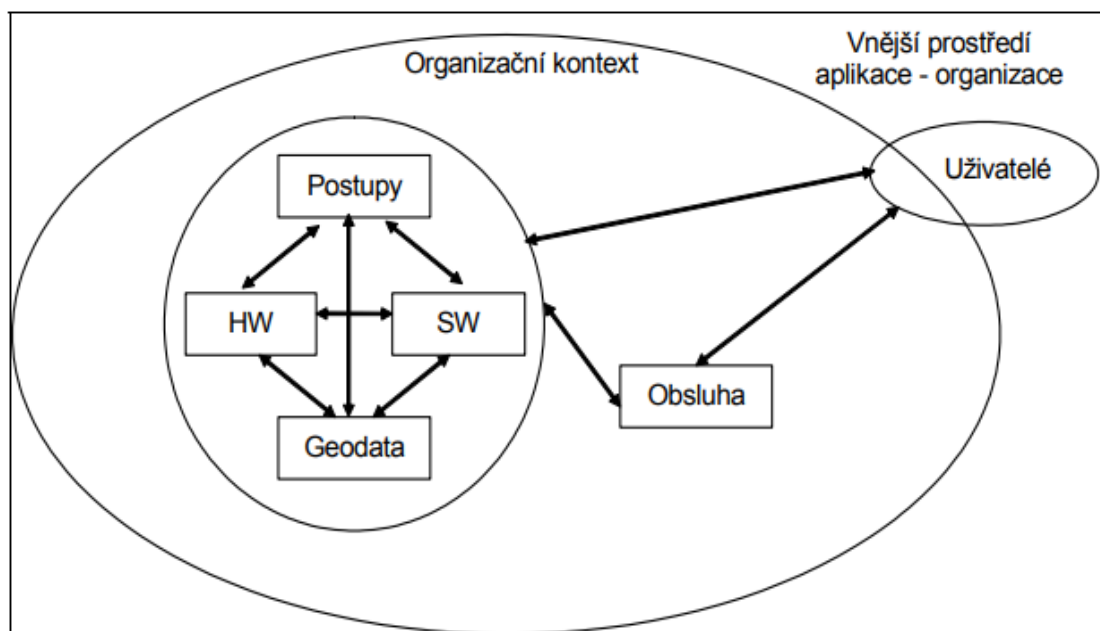 Vnější prostředí
aplikace - organizace
Organizační kontext
Uživatelé
Postupy
HW
SW
Obsluha
Geodata